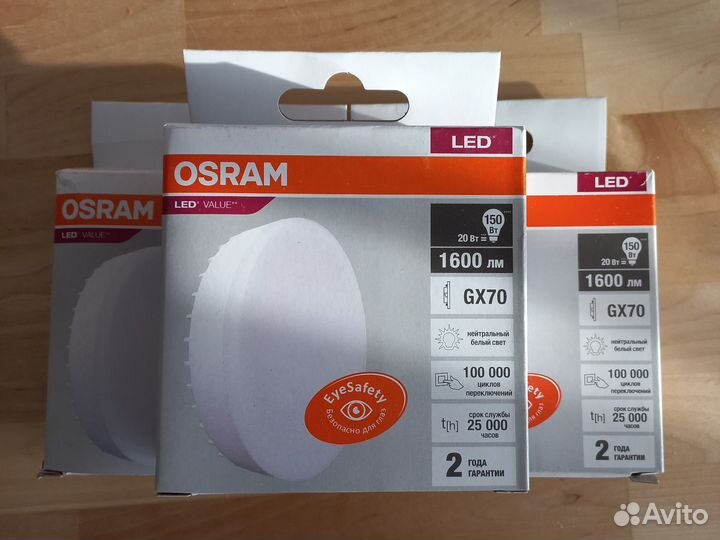 LED
OSRAM
LED VALUE
150
Вт
20 Вт =
1600 лм
GX70
нейтральный
белый свет
100 000
циклов
переключений
t[h]
срок службы
25 000
часов
2 ГОДА
ГАРАНТИИ
EyeSafety
Безопасно для глаз
OSRAM
LED VALUE
LED
150
Вт
20 Вт =
1600 лм
GX70
нейтральный
белый свет
100 000
циклов
переключений
t[h]
срок службы
25 000
часов
2 ГОДА
ГАРАНТИИ
Avito